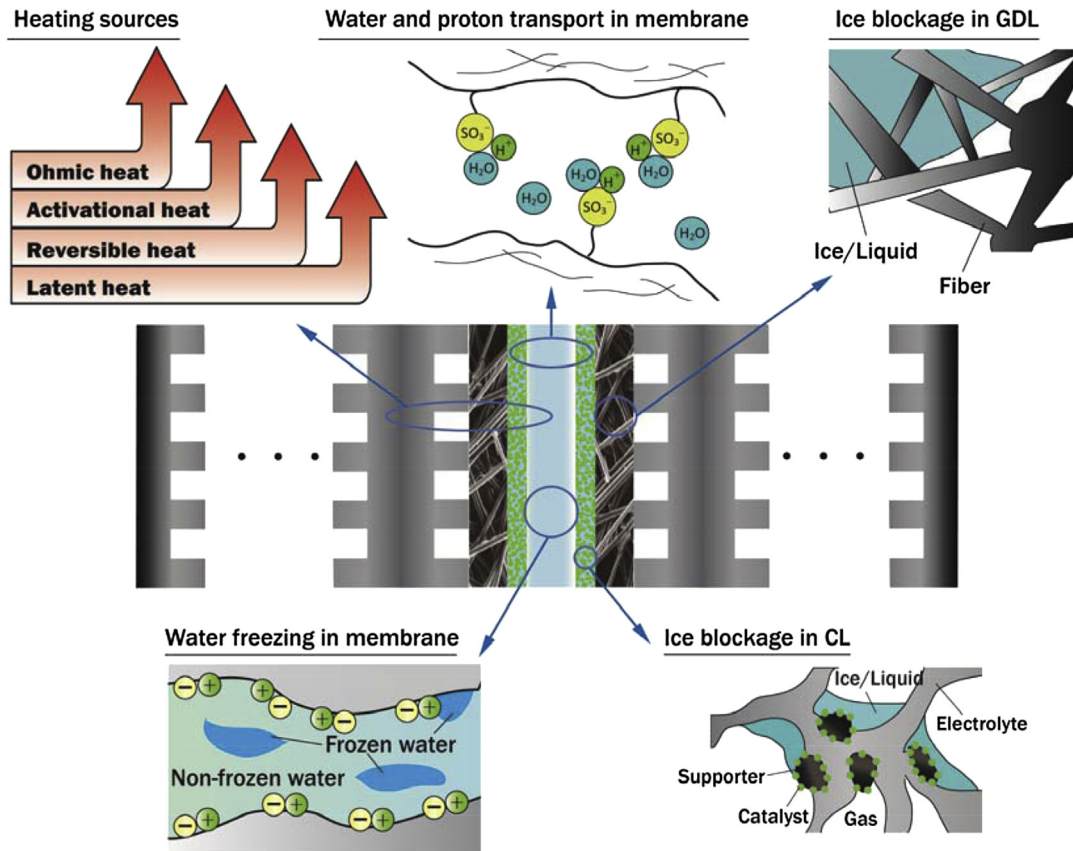 Heating sources
Ohmic heat
Activational heat
Reversible heat
Latent heat
Water and proton transport in membrane
SO₃⁻
H⁺
H₂O
H₂O
H₂O
H⁺
SO₃⁻
H⁺
SO₃⁻
H₂O
H₂O
Ice blockage in GDL
Ice/Liquid
Fiber
Water freezing in membrane
− +
+ −
+ −
− +
Frozen water
Non-frozen water
− +
− +
− +
− +
Ice blockage in CL
Ice/Liquid
Electrolyte
Supporter
Catalyst
Gas